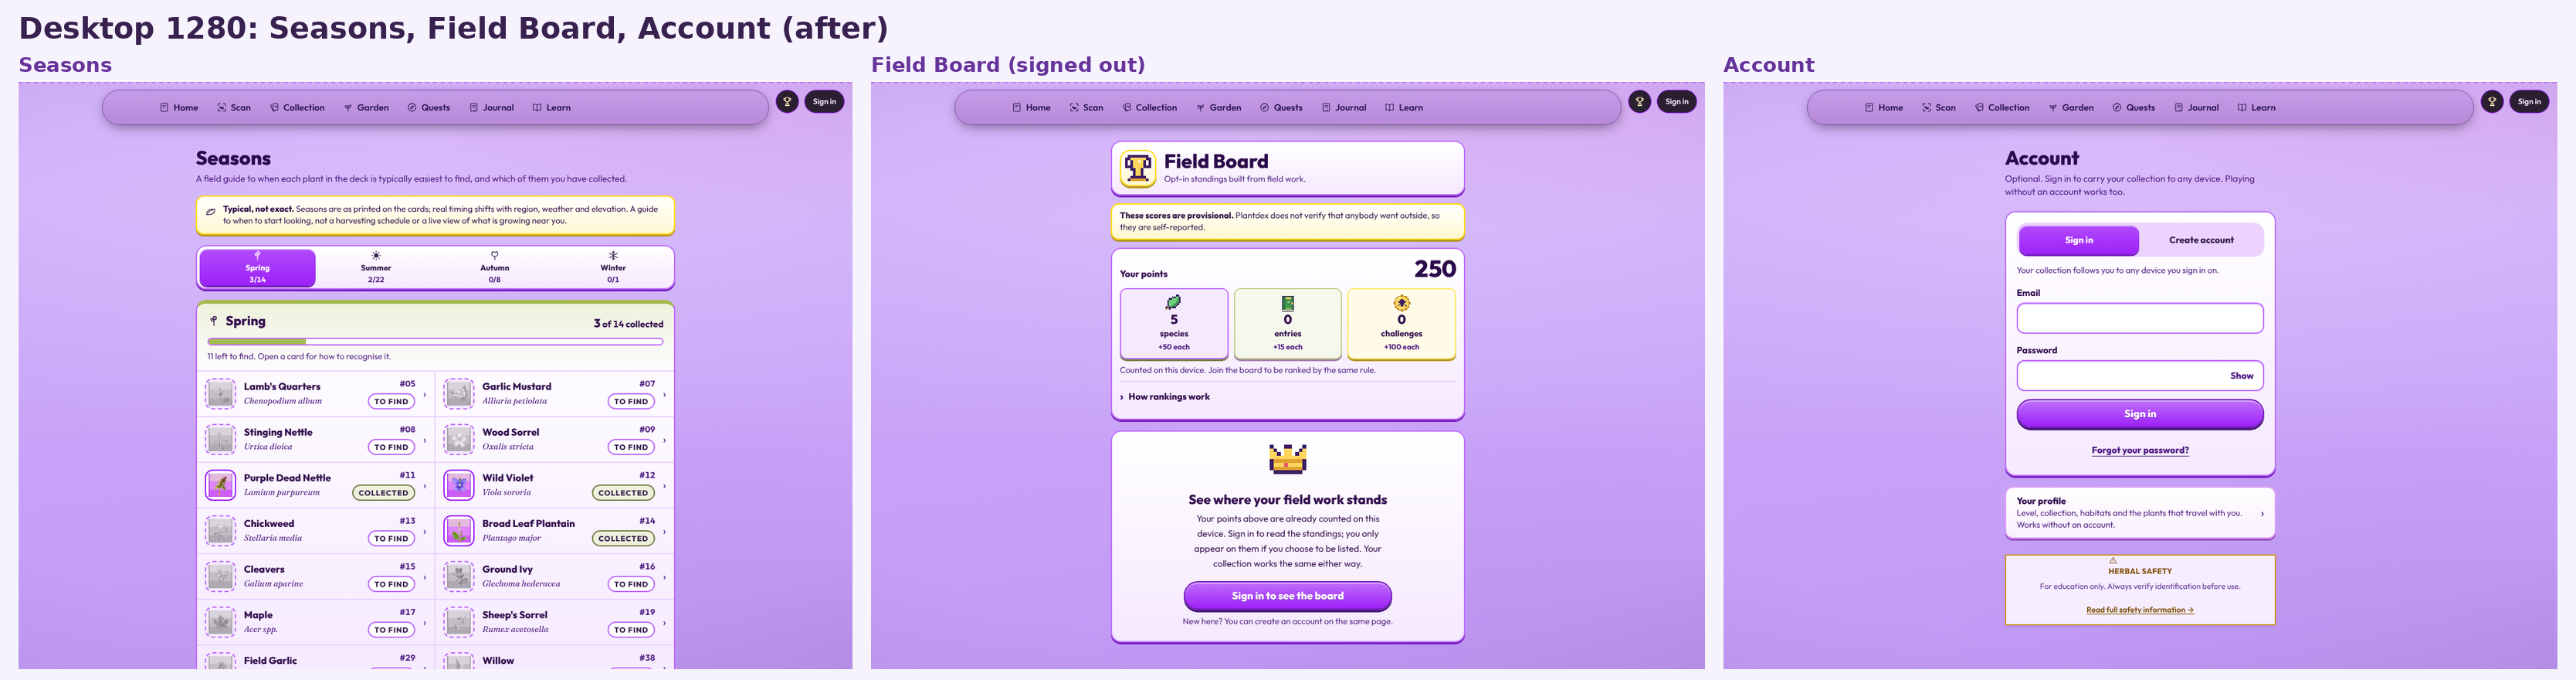 Desktop 1280: Seasons, Field Board, Account (after)
Seasons
Home Scan Collection Garden Quests Journal Learn
Sign in
Seasons
A field guide to when each plant in the deck is typically easiest to find, and which of them you have collected.
Typical, not exact. Seasons are as printed on the cards; real timing shifts with region, weather and elevation. A guide
to when to start looking, not a harvesting schedule or a live view of what is growing near you.
Spring
3/14
Summer
2/22
Autumn
0/8
Winter
0/1
Spring
3 of 14 collected
11 left to find. Open a card for how to recognise it.
Lamb's Quarters
Chenopodium album
#05
TO FIND
Garlic Mustard
Alliaria petiolata
#07
TO FIND
Stinging Nettle
Urtica dioica
#08
TO FIND
Wood Sorrel
Oxalis stricta
#09
TO FIND
Purple Dead Nettle
Lamium purpureum
#11
COLLECTED
Wild Violet
Viola sororia
#12
COLLECTED
Chickweed
Stellaria media
#13
TO FIND
Broad Leaf Plantain
Plantago major
#14
COLLECTED
Cleavers
Galium aparine
#15
TO FIND
Ground Ivy
Glechoma hederacea
#16
TO FIND
Maple
Acer spp.
#17
TO FIND
Sheep's Sorrel
Rumex acetosella
#19
TO FIND
Field Garlic
#29
Willow
#38
Field Board (signed out)
Home Scan Collection Garden Quests Journal Learn
Sign in
Field Board
Opt-in standings built from field work.
These scores are provisional. Plantdex does not verify that anybody went outside, so
they are self-reported.
Your points
250
5
species
+50 each
0
entries
+15 each
0
challenges
+100 each
Counted on this device. Join the board to be ranked by the same rule.
› How rankings work
See where your field work stands
Your points above are already counted on this
device. Sign in to read the standings; you only
appear on them if you choose to be listed. Your
collection works the same either way.
Sign in to see the board
New here? You can create an account on the same page.
Account
Home Scan Collection Garden Quests Journal Learn
Sign in
Account
Optional. Sign in to carry your collection to any device. Playing
without an account works too.
Sign in
Create account
Your collection follows you to any device you sign in on.
Email
Password
Show
Sign in
Forgot your password?
Your profile
Level, collection, habitats and the plants that travel with you.
Works without an account.
HERBAL SAFETY
For education only. Always verify identification before use.
Read full safety information →